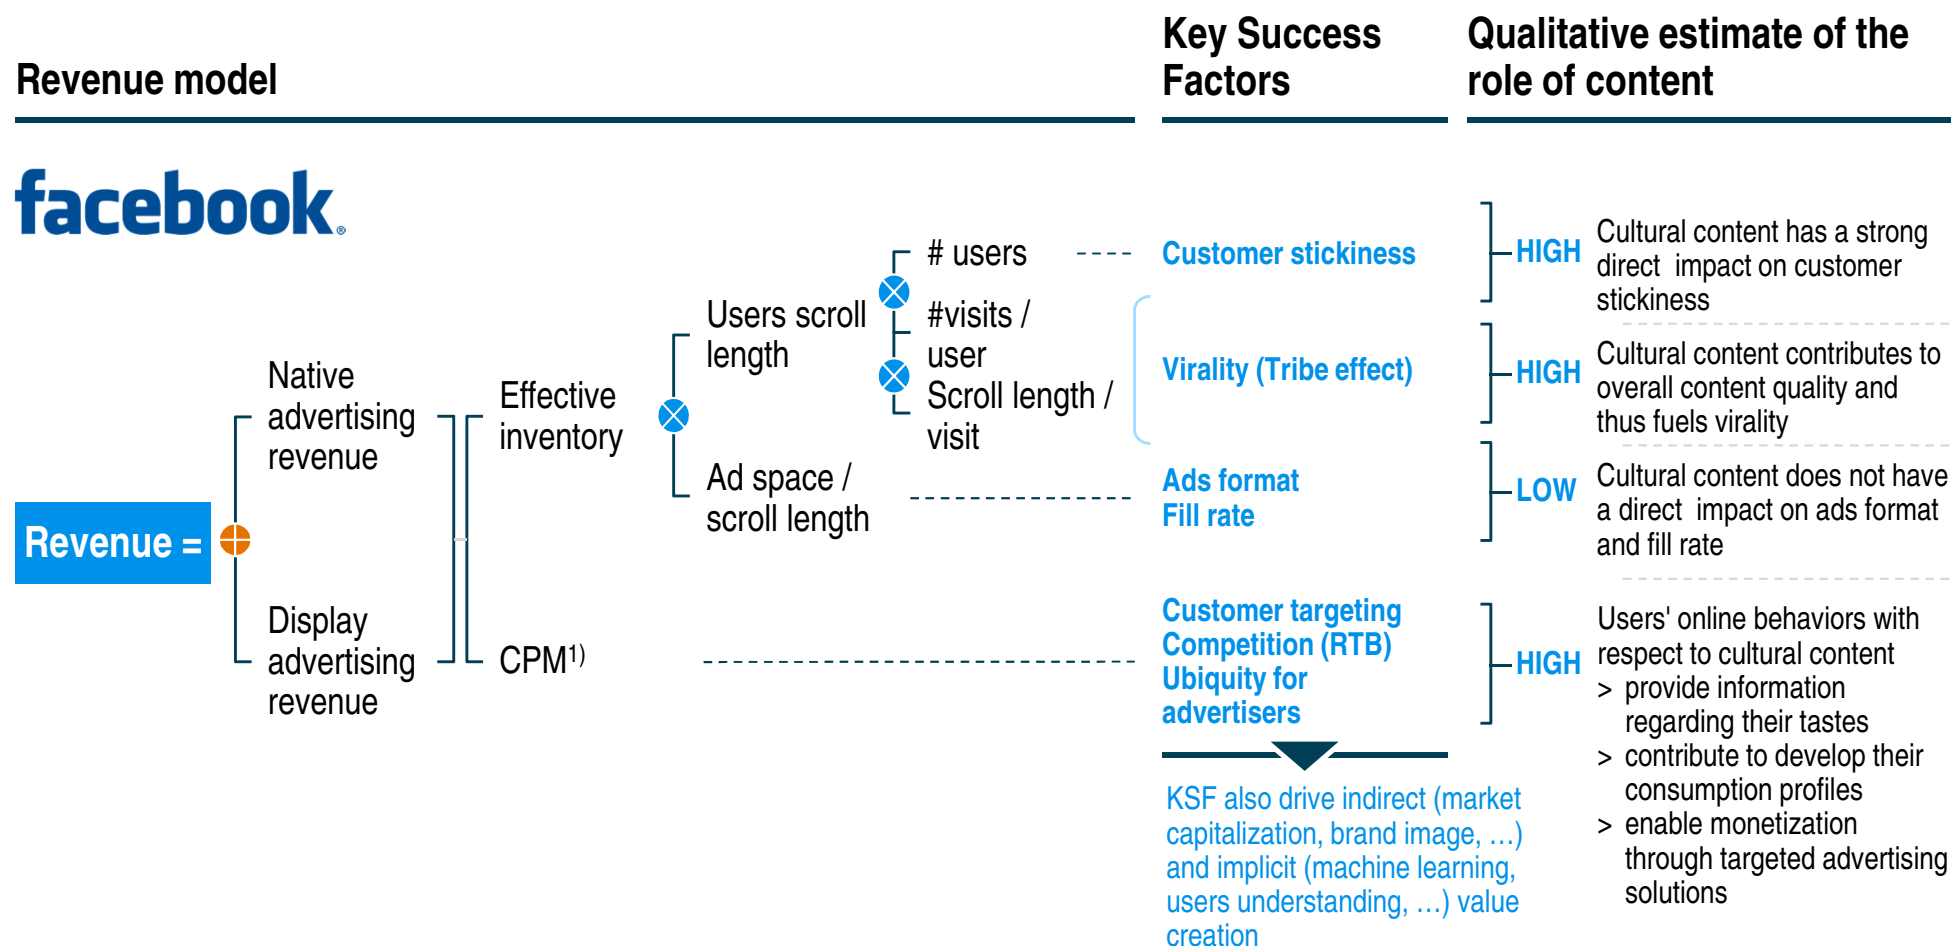 Revenue model
Key Success
Factors
Qualitative estimate of the
role of content
facebook®
Revenue =
Native
advertising
revenue
Display
advertising
revenue
Effective
inventory
CPM1)
Users scroll
length
Ad space /
scroll length
# users
#visits /
user
Scroll length /
visit
Customer stickiness
Virality (Tribe effect)
Ads format
Fill rate
Customer targeting
Competition (RTB)
Ubiquity for
advertisers
KSF also drive indirect (market
capitalization, brand image, …)
and implicit (machine learning,
users understanding, …) value
creation
HIGH
Cultural content has a strong
direct impact on customer
stickiness
HIGH
Cultural content contributes to
overall content quality and
thus fuels virality
LOW
Cultural content does not have
a direct impact on ads format
and fill rate
HIGH
Users' online behaviors with
respect to cultural content
> provide information
regarding their tastes
> contribute to develop their
consumption profiles
> enable monetization
through targeted advertising
solutions